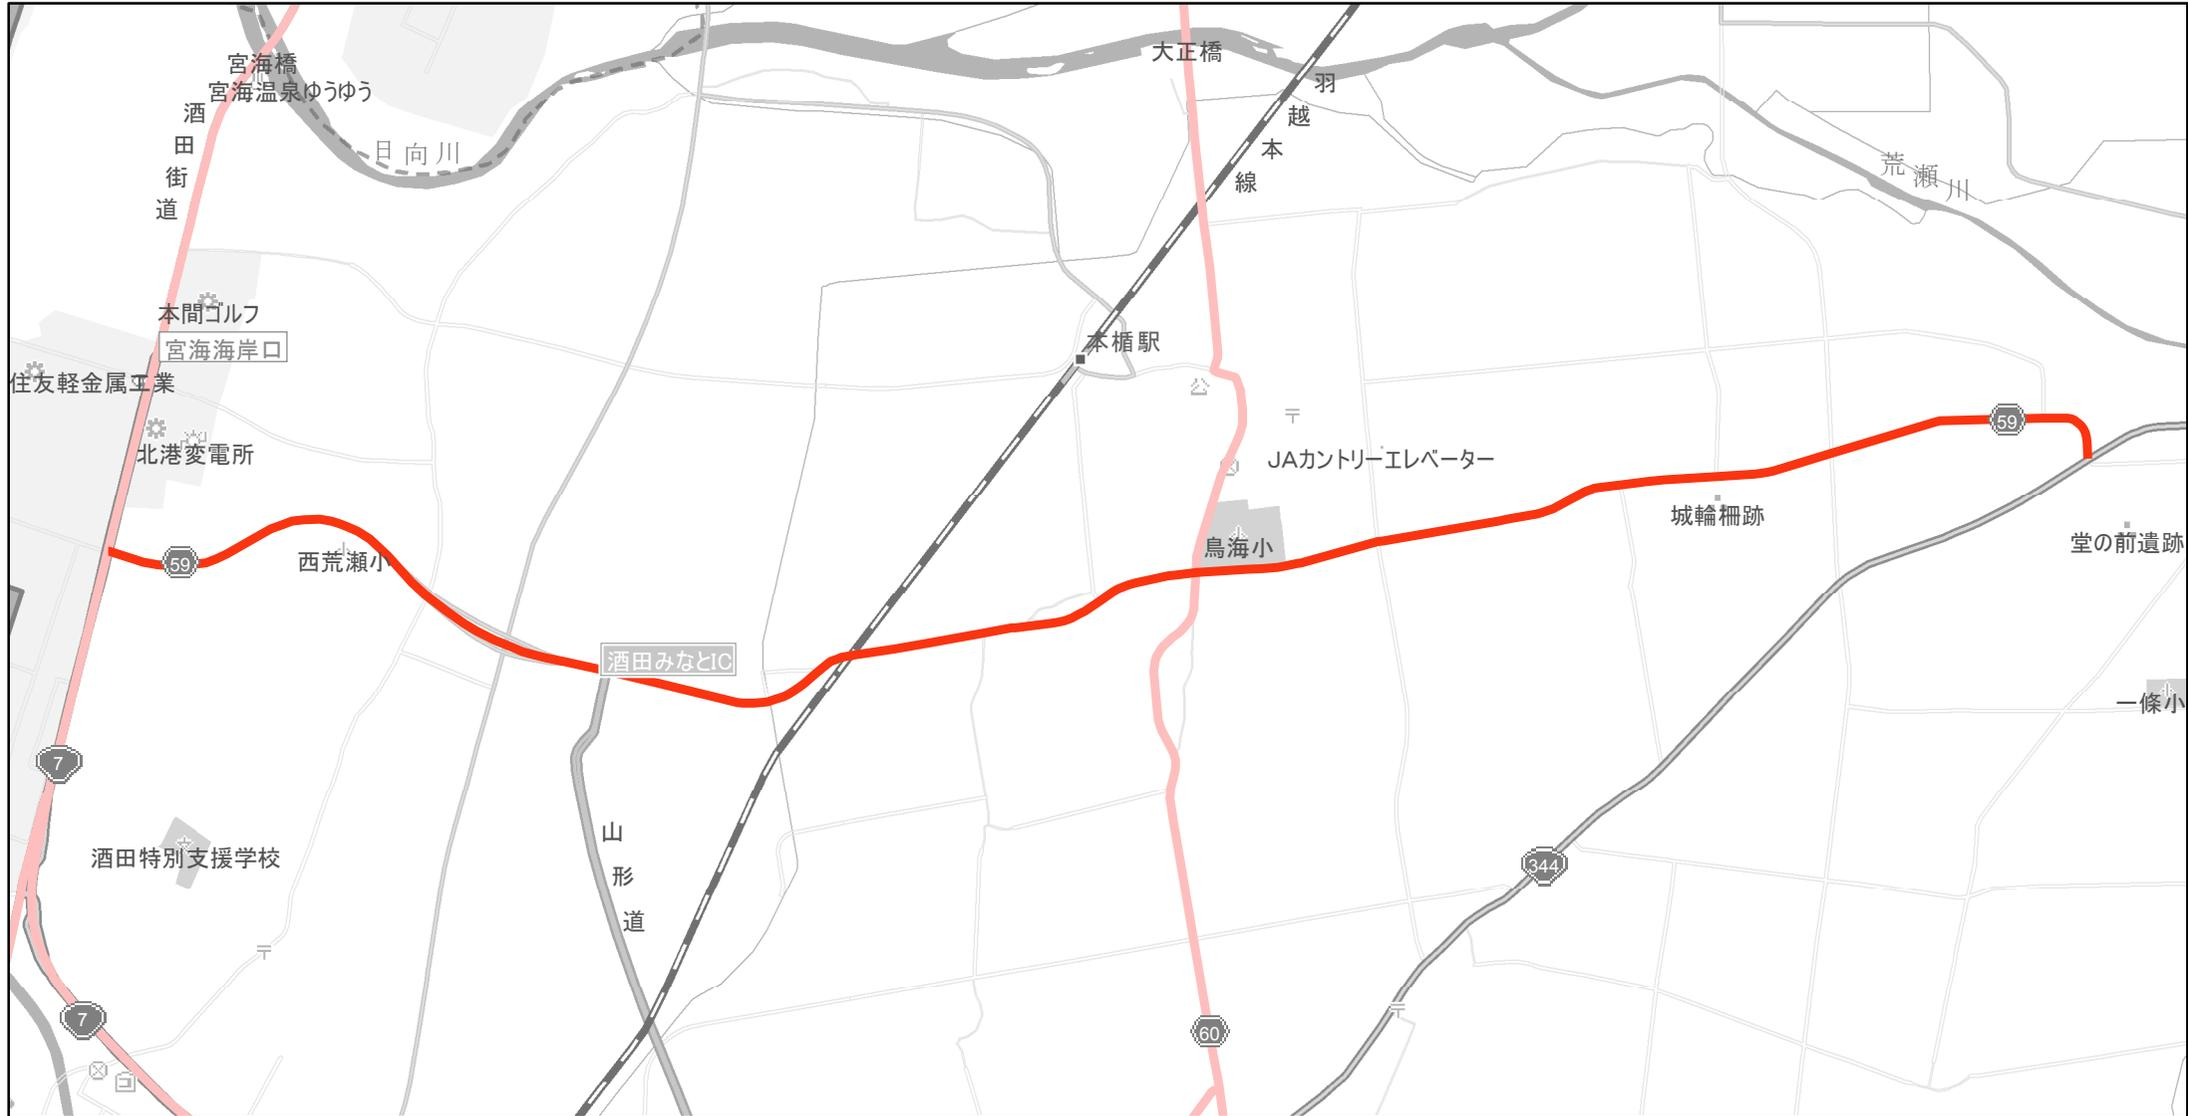 宮海橋
大正橋
宮海温泉ゆうゆう
羽越本線
酒田街道
日向川
荒瀬川
本間ゴルフ
宮海海岸口
本楯駅
住友軽金属工業
59
北港変電所
JAカントリーエレベーター
城輪柵跡
堂の前遺跡
鳥海小
西荒瀬小
59
酒田みなとIC
一條小
7
山形道
酒田特別支援学校
344
7
60